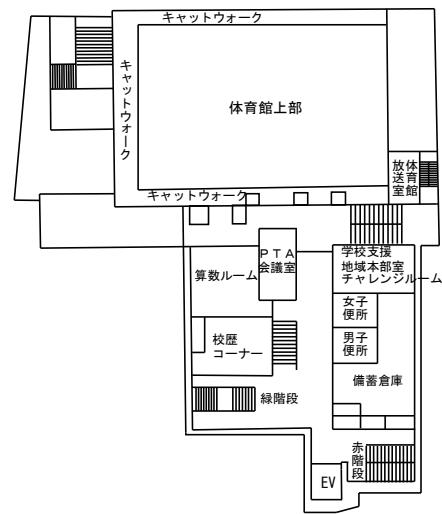 キャットウォーク
キャットウォーク
体育館上部
体育館
放送室
キャットウォーク
PTA
会議室
学校支援
地域本部室
チャレンジルーム
算数ルーム
女子
便所
男子
便所
校歴
コーナー
備蓄倉庫
緑階段
赤階段
EV